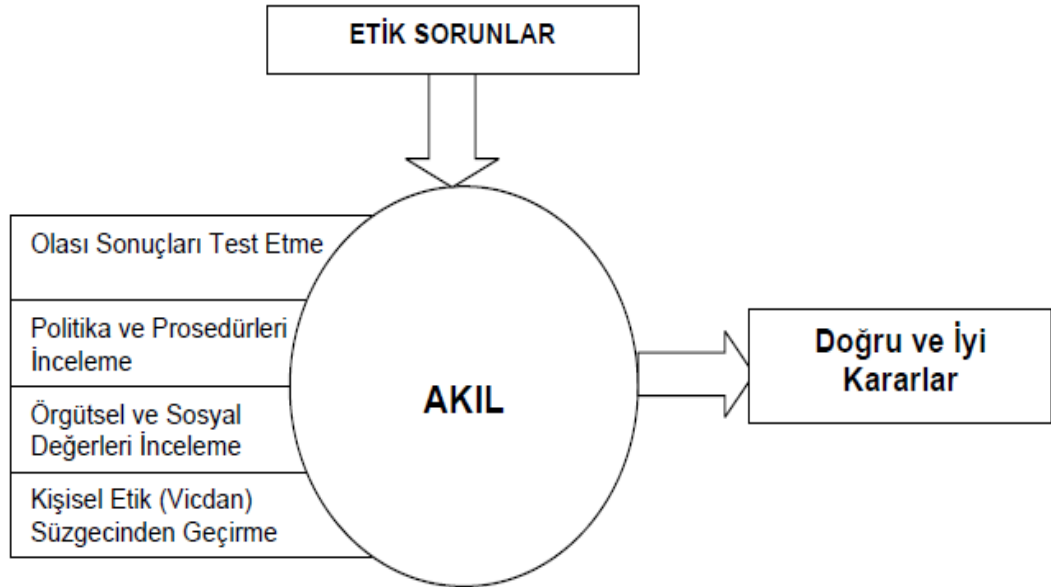 ETİK SORUNLAR
Olası Sonuçları Test Etme
Politika ve Prosedürleri
İnceleme
Örgütsel ve Sosyal
Değerleri İnceleme
Kişisel Etik (Vicdan)
Süzgecinden Geçirme
AKIL
Doğru ve İyi
Kararlar